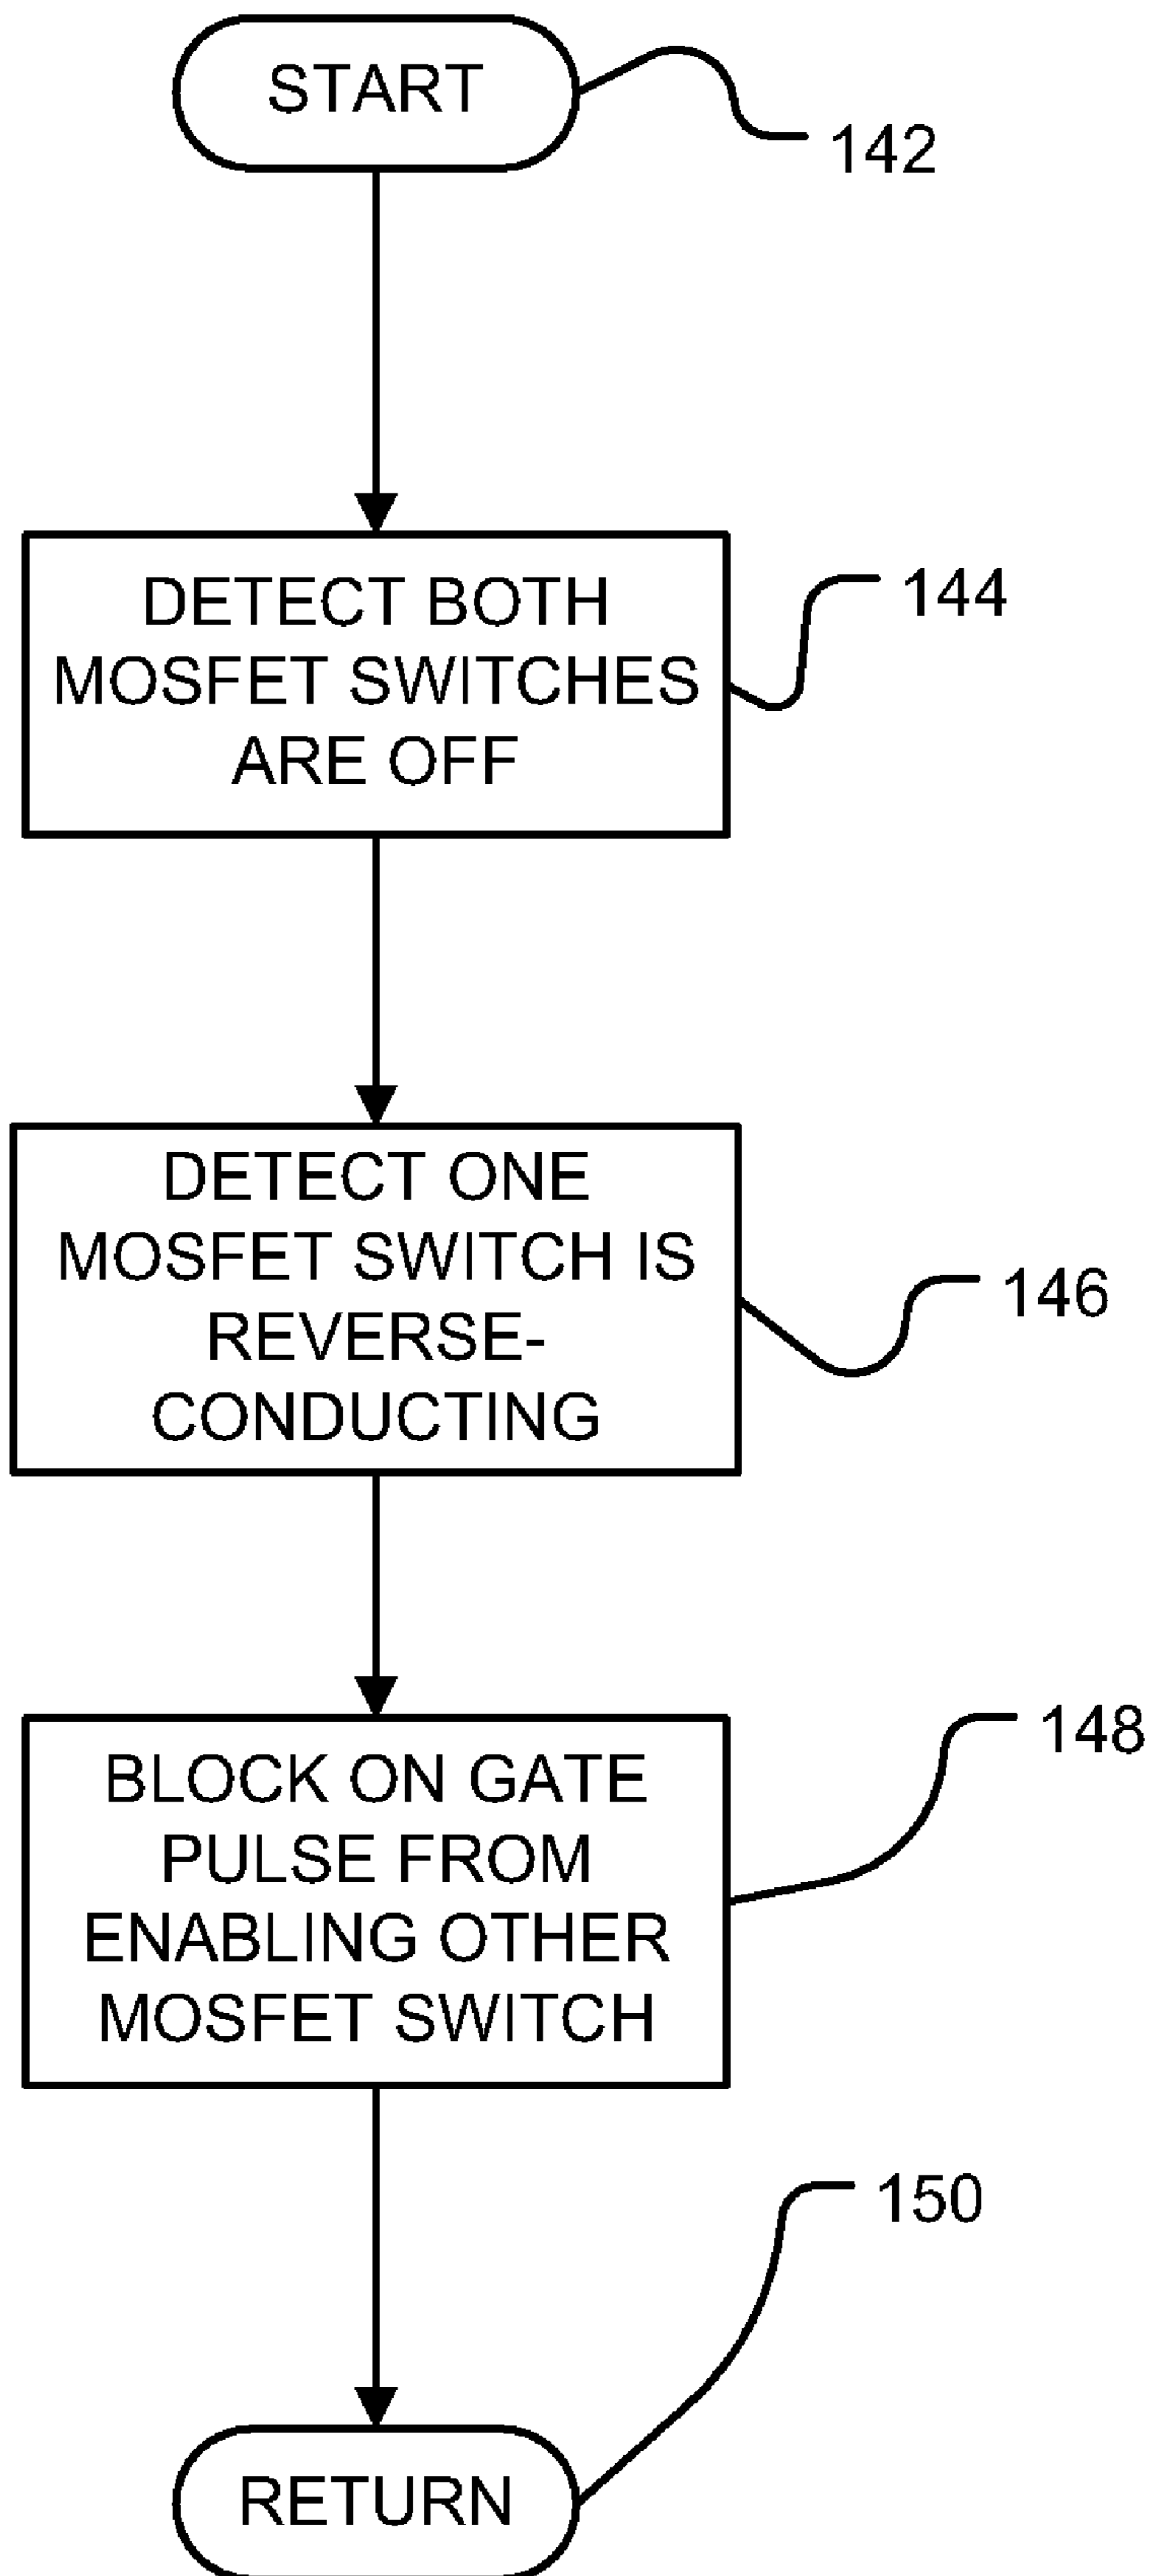 START
142
DETECT BOTH
MOSFET SWITCHES
ARE OFF
144
DETECT ONE
MOSFET SWITCH IS
REVERSE-
CONDUCTING
146
BLOCK ON GATE
PULSE FROM
ENABLING OTHER
MOSFET SWITCH
148
RETURN
150